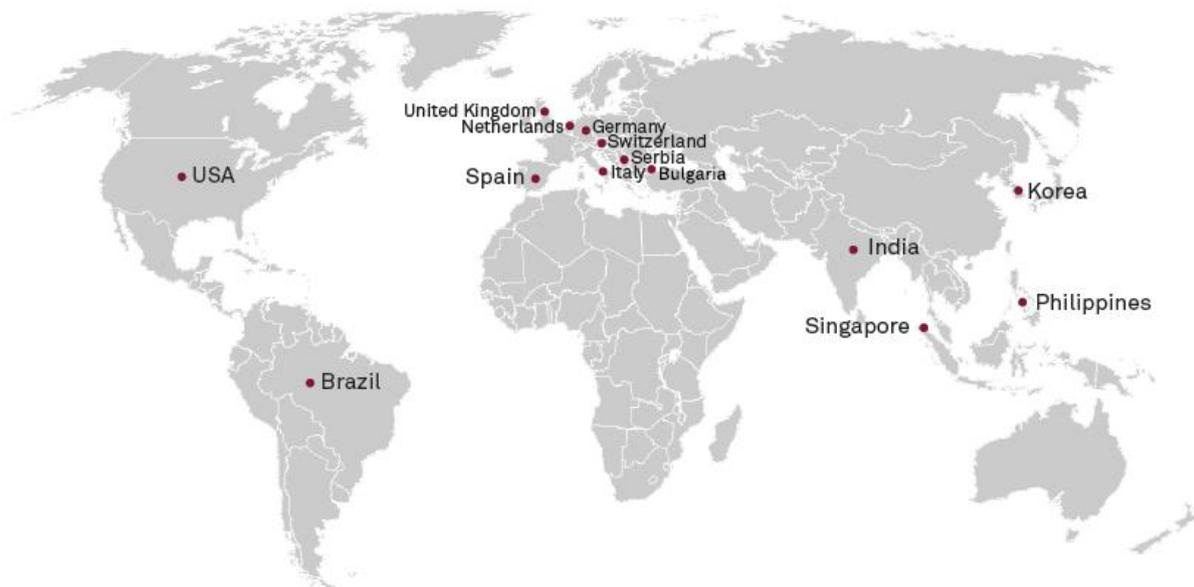 United Kingdom
Netherlands
Germany
Switzerland
Serbia
Italy
Bulgaria
Spain
USA
Korea
India
Philippines
Singapore
Brazil